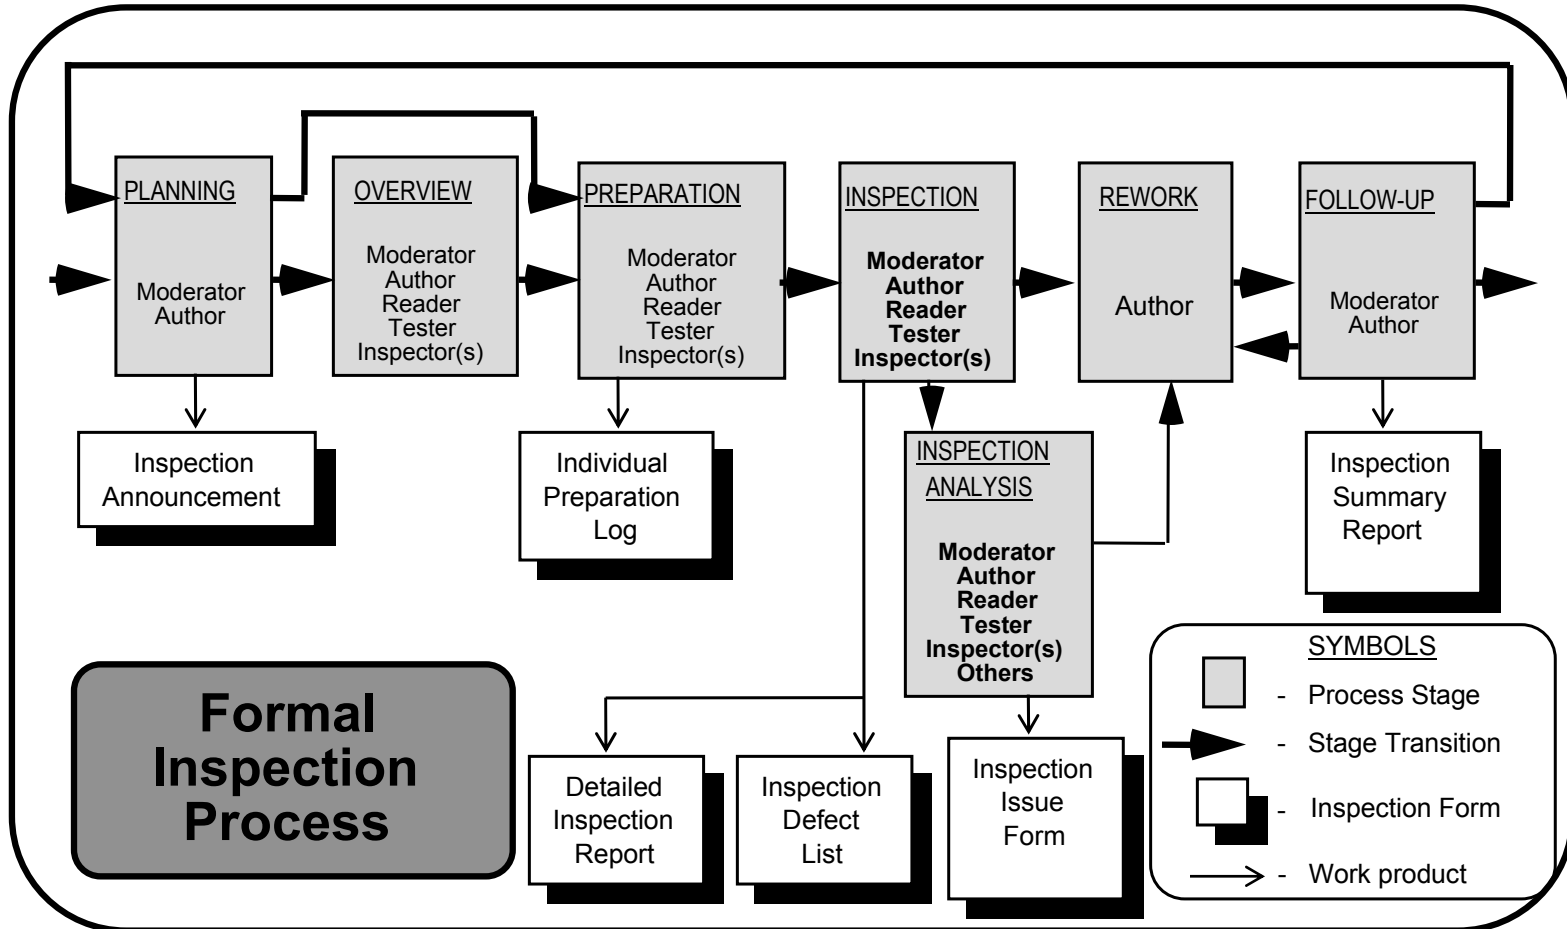 PLANNING
Moderator
Author
OVERVIEW
Moderator
Author
Reader
Tester
Inspector(s)
PREPARATION
Moderator
Author
Reader
Tester
Inspector(s)
INSPECTION
Moderator
Author
Reader
Tester
Inspector(s)
REWORK
Author
FOLLOW-UP
Moderator
Author
Inspection
Announcement
Individual
Preparation
Log
INSPECTION
ANALYSIS
Moderator
Author
Reader
Tester
Inspector(s)
Others
Inspection
Summary
Report
Formal
Inspection
Process
Detailed
Inspection
Report
Inspection
Defect
List
Inspection
Issue
Form
SYMBOLS
- Process Stage
- Stage Transition
- Inspection Form
- Work product